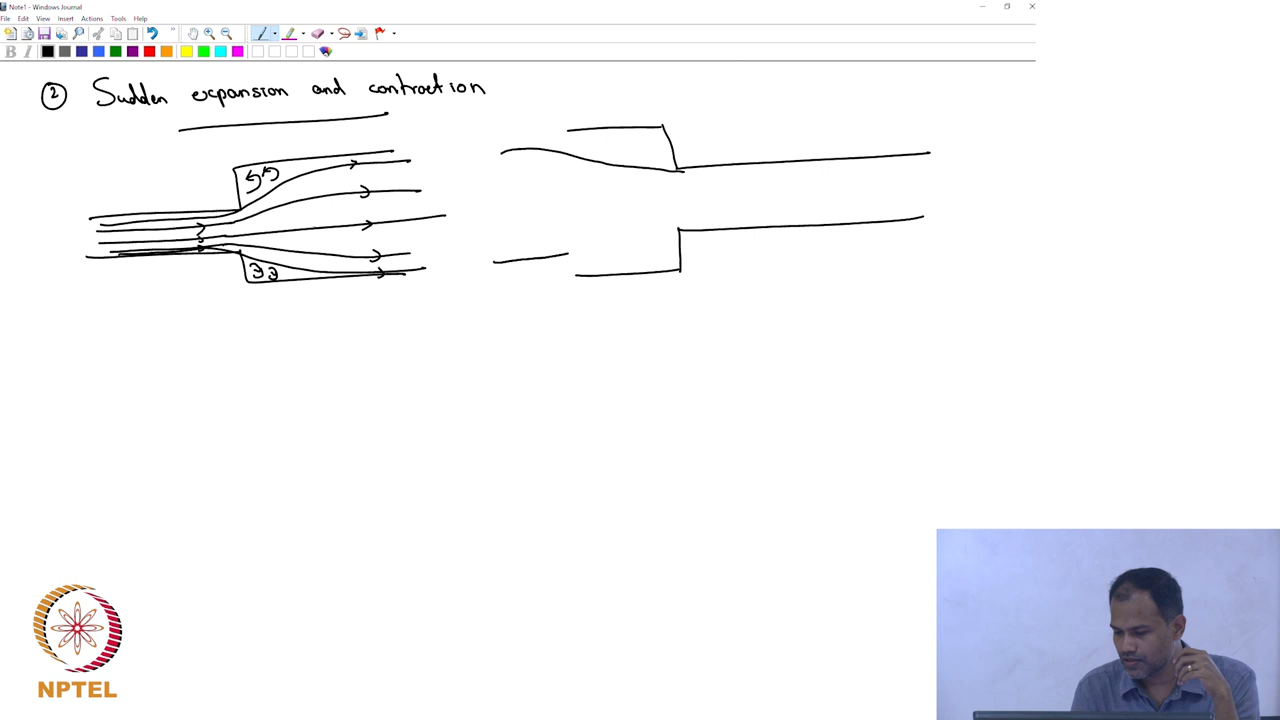 Note1 - Windows Journal
File Edit View Insert Actions Tools Help
B I
② Sudden expansion and contraction
NPTEL